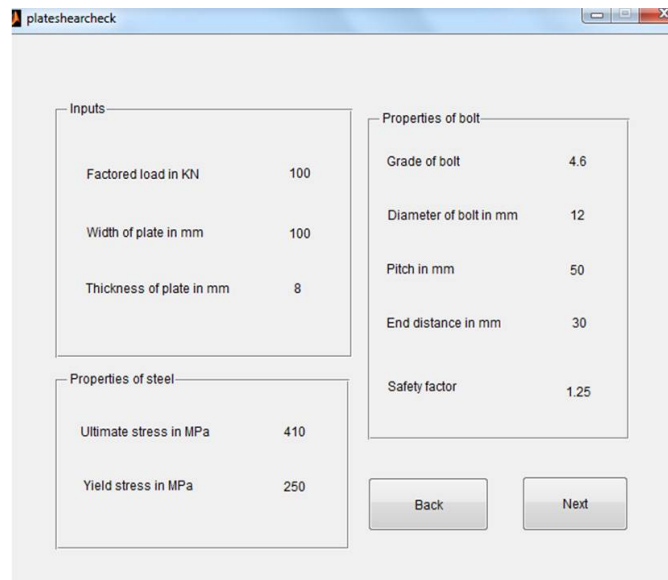 plateshearcheck
Inputs
Factored load in KN 100
Width of plate in mm 100
Thickness of plate in mm 8
Properties of steel
Ultimate stress in MPa 410
Yield stress in MPa 250
Properties of bolt
Grade of bolt 4.6
Diameter of bolt in mm 12
Pitch in mm 50
End distance in mm 30
Safety factor 1.25
Back
Next